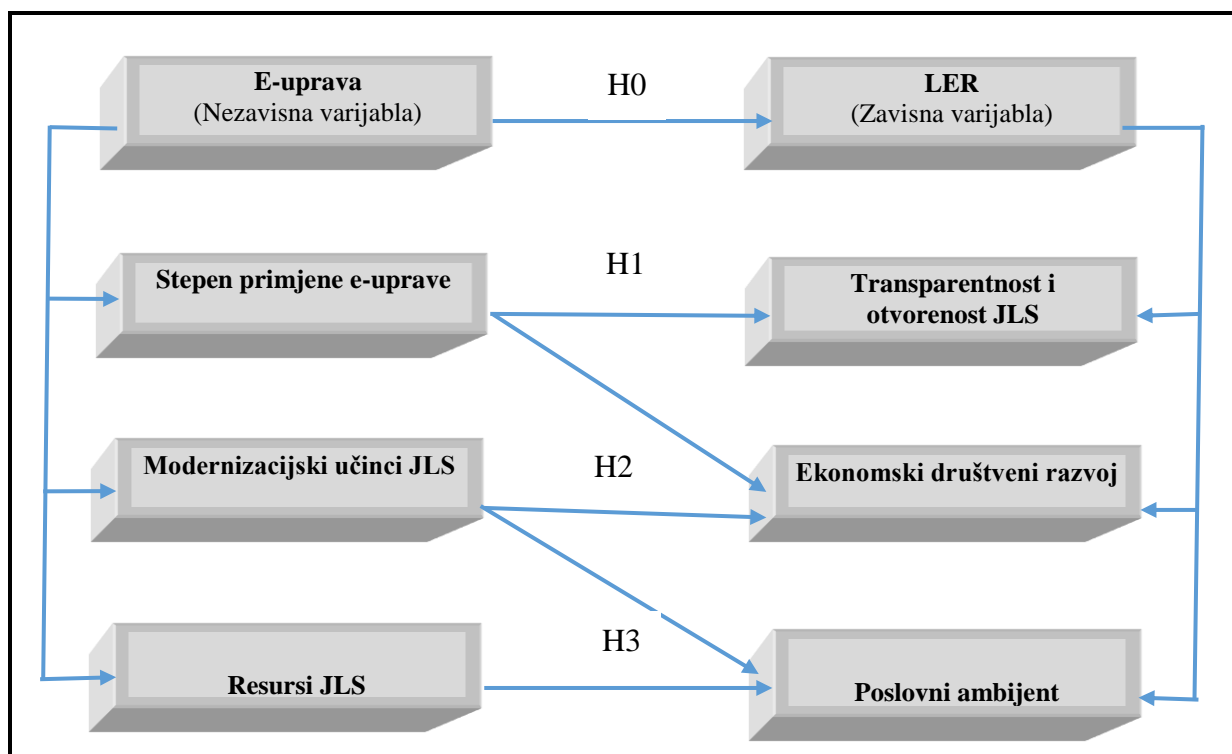 E-uprava
(Nezavisna varijabla)
H0
LER
(Zavisna varijabla)
Stepen primjene e-uprave
H1
Transparentnost i
otvorenost JLS
Modernizacijski učinci JLS
H2
Ekonomski društveni razvoj
Resursi JLS
H3
Poslovni ambijent